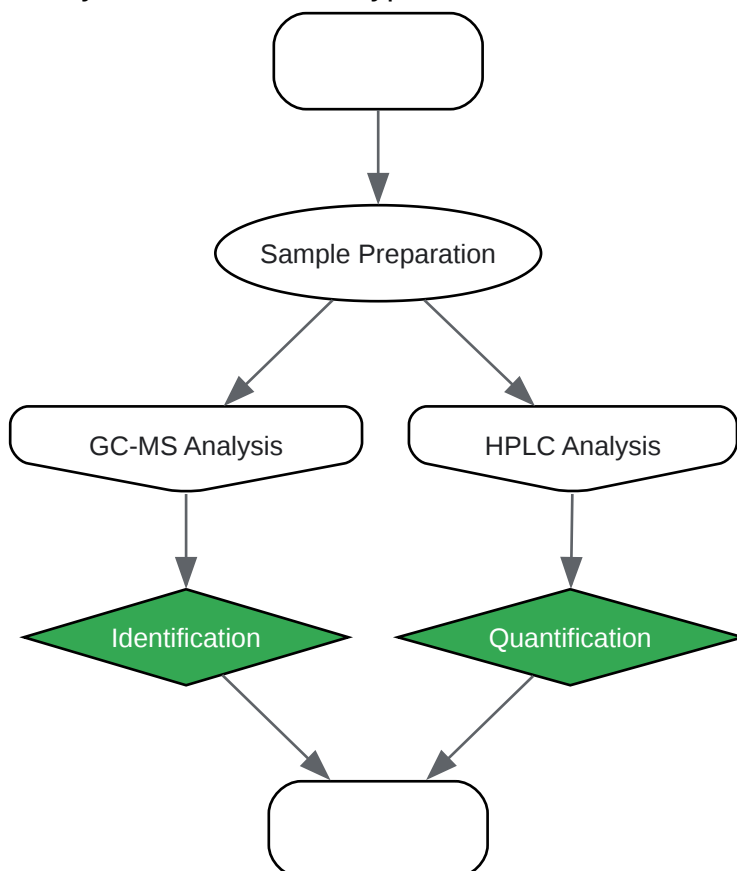 Sample Preparation
GC-MS Analysis
HPLC Analysis
Identification
Quantification